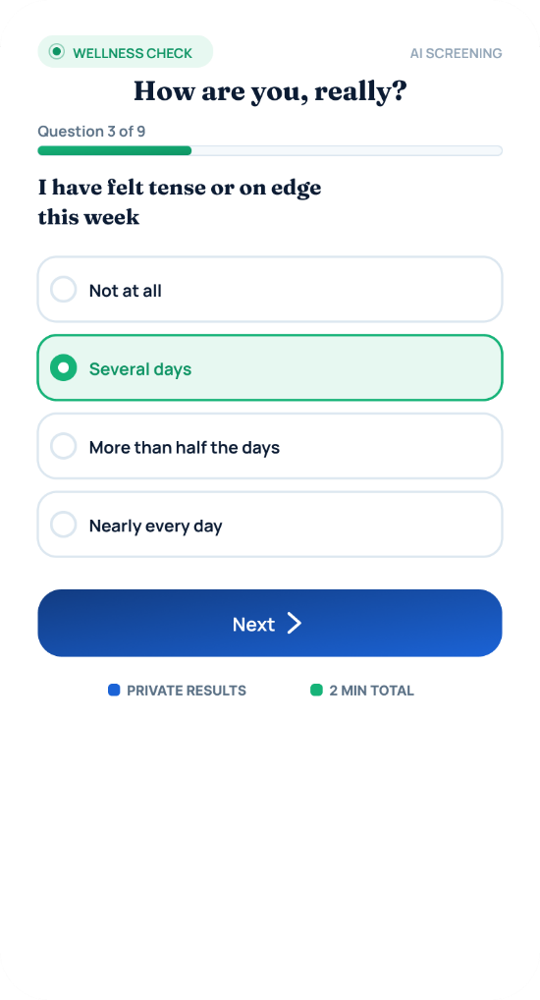 WELLNESS CHECK
AI SCREENING
How are you, really?
Question 3 of 9
I have felt tense or on edge
this week
Not at all
Several days
More than half the days
Nearly every day
Next
PRIVATE RESULTS
2 MIN TOTAL